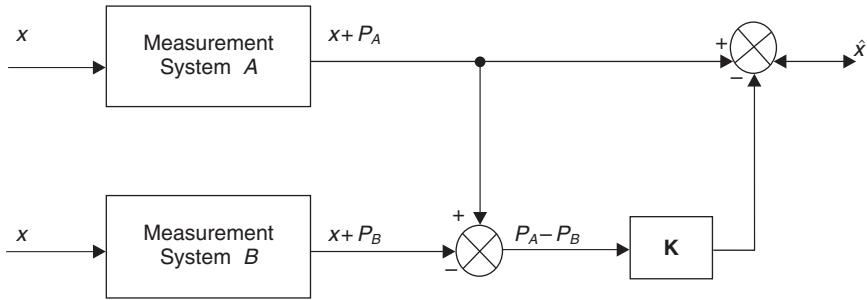 x
Measurement
System A
x + P_A
+
−
x̂
x
Measurement
System B
x + P_B
+
−
P_A − P_B
K